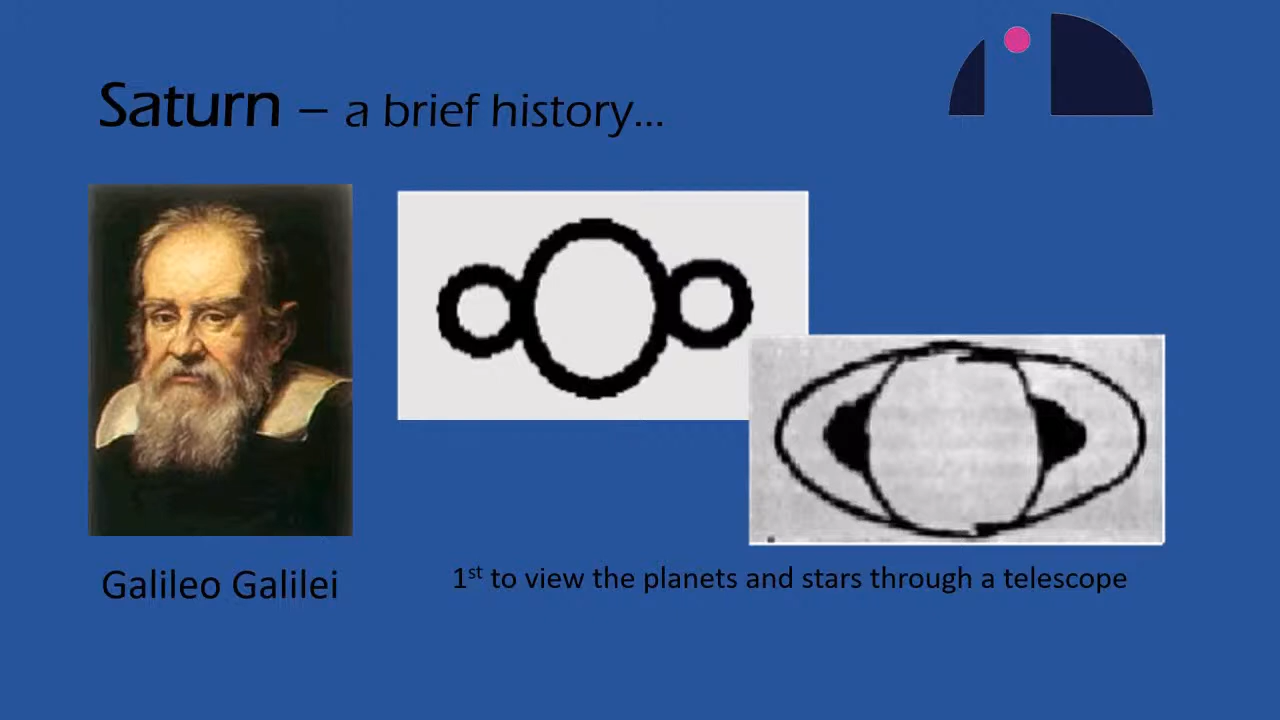 Saturn – a brief history...
Galileo Galilei
1st to view the planets and stars through a telescope